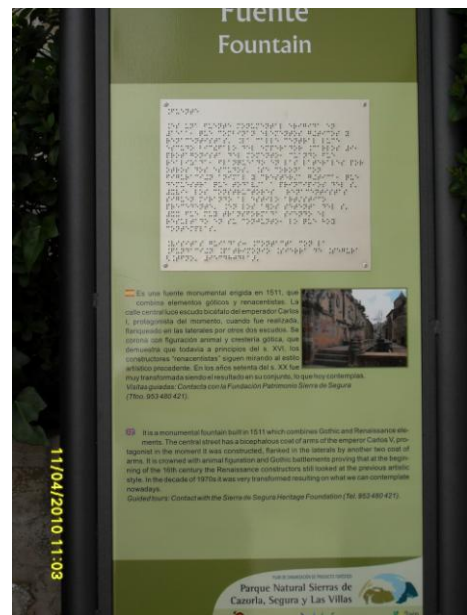 Fuente
Fountain
Es una fuente monumental erigida en 1511, que
combina elementos góticos y renacentistas. La
calle central luce escudo bicéfalo del emperador Carlos
I, protagonista del momento, cuando fue realizada,
flanqueado en las laterales por otros dos escudos. Se
corona con figuración animal y crestería gótica, que
demuestra que todavía a principios del s. XVI, los
constructores "renacentistas" siguen mirando al estilo
artístico precedente. En los años setenta del s. XX fue
muy transformada siendo el resultado en su conjunto, lo que hoy contemplas.
Visitas guiadas: Contacta con la Fundación Patrimonio Sierra de Segura
(Tfno. 953 480 421).
It is a monumental fountain built in 1511 which combines Gothic and Renaissance ele-
ments. The central street has a bicephalous coat of arms of the emperor Carlos V, pro-
tagonist in the moment it was constructed, flanked in the laterals by another two coat of
arms. It is crowned with animal figuration and Gothic battlements proving that at the begin-
ning of the 16th century the Renaissance constructors still looked at the previous artistic
style. In the decade of 1970s it was very transformed resulting on what we can contemplate
nowadays.
Guided tours: Contact with the Sierra de Segura Heritage Foundation (Tel. 953 480 421).
11/04/2010 11:03
Parque Natural Sierras de
Cazorla, Segura y Las Villas